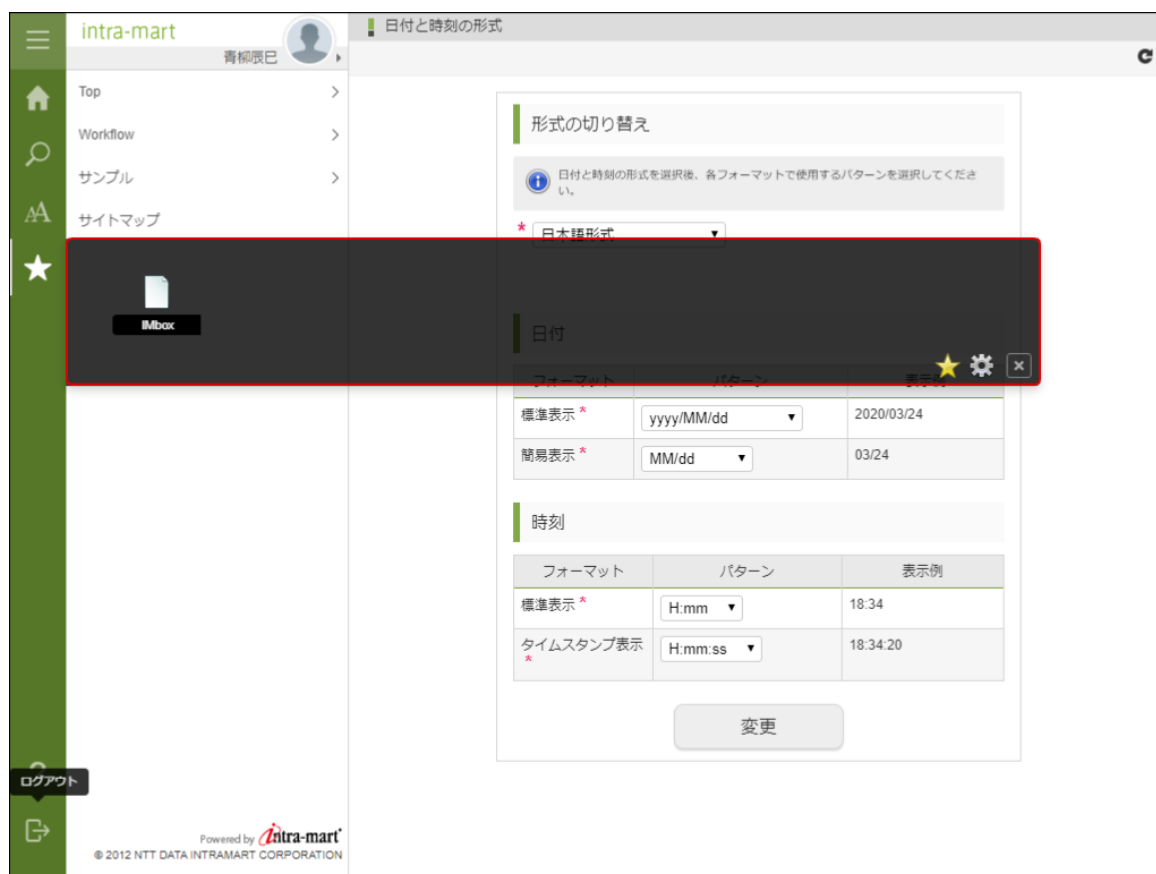 intra-mart
青柳辰巳
日付と時刻の形式
Top
Workflow
サンプル
サイトマップ
形式の切り替え
日付と時刻の形式を選択後、各フォーマットで使用するパターンを選択してくださ
い。
* 日本語形式
IMbox
日付
フォーマット パターン 表示例
標準表示 * yyyy/MM/dd 2020/03/24
簡易表示 * MM/dd 03/24
時刻
フォーマット パターン 表示例
標準表示 * H:mm 18:34
タイムスタンプ表示 * H:mm:ss 18:34:20
変更
ログアウト
Powered by intra-mart
© 2012 NTT DATA INTRAMART CORPORATION